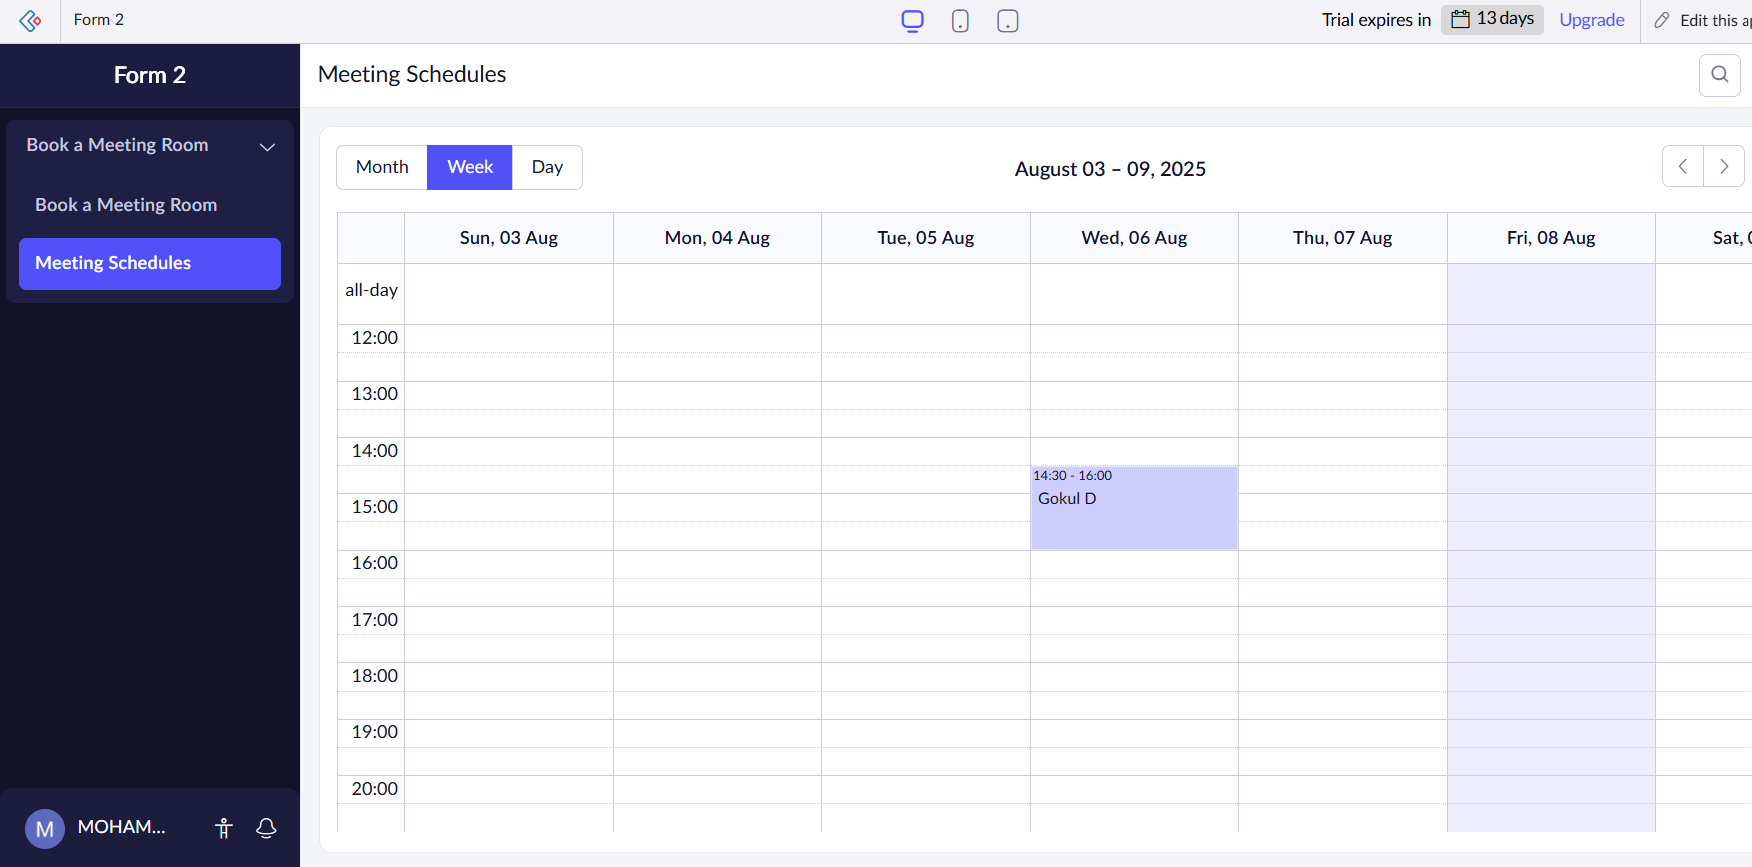 Form 2
Trial expires in 13 days Upgrade Edit this
Form 2
Meeting Schedules
Book a Meeting Room
Book a Meeting Room
Meeting Schedules
Month Week Day
August 03 – 09, 2025
Sun, 03 Aug Mon, 04 Aug Tue, 05 Aug Wed, 06 Aug Thu, 07 Aug Fri, 08 Aug Sat,
all-day
12:00
13:00
14:00
14:30 - 16:00
Gokul D
15:00
16:00
17:00
18:00
19:00
20:00
M MOHAM...